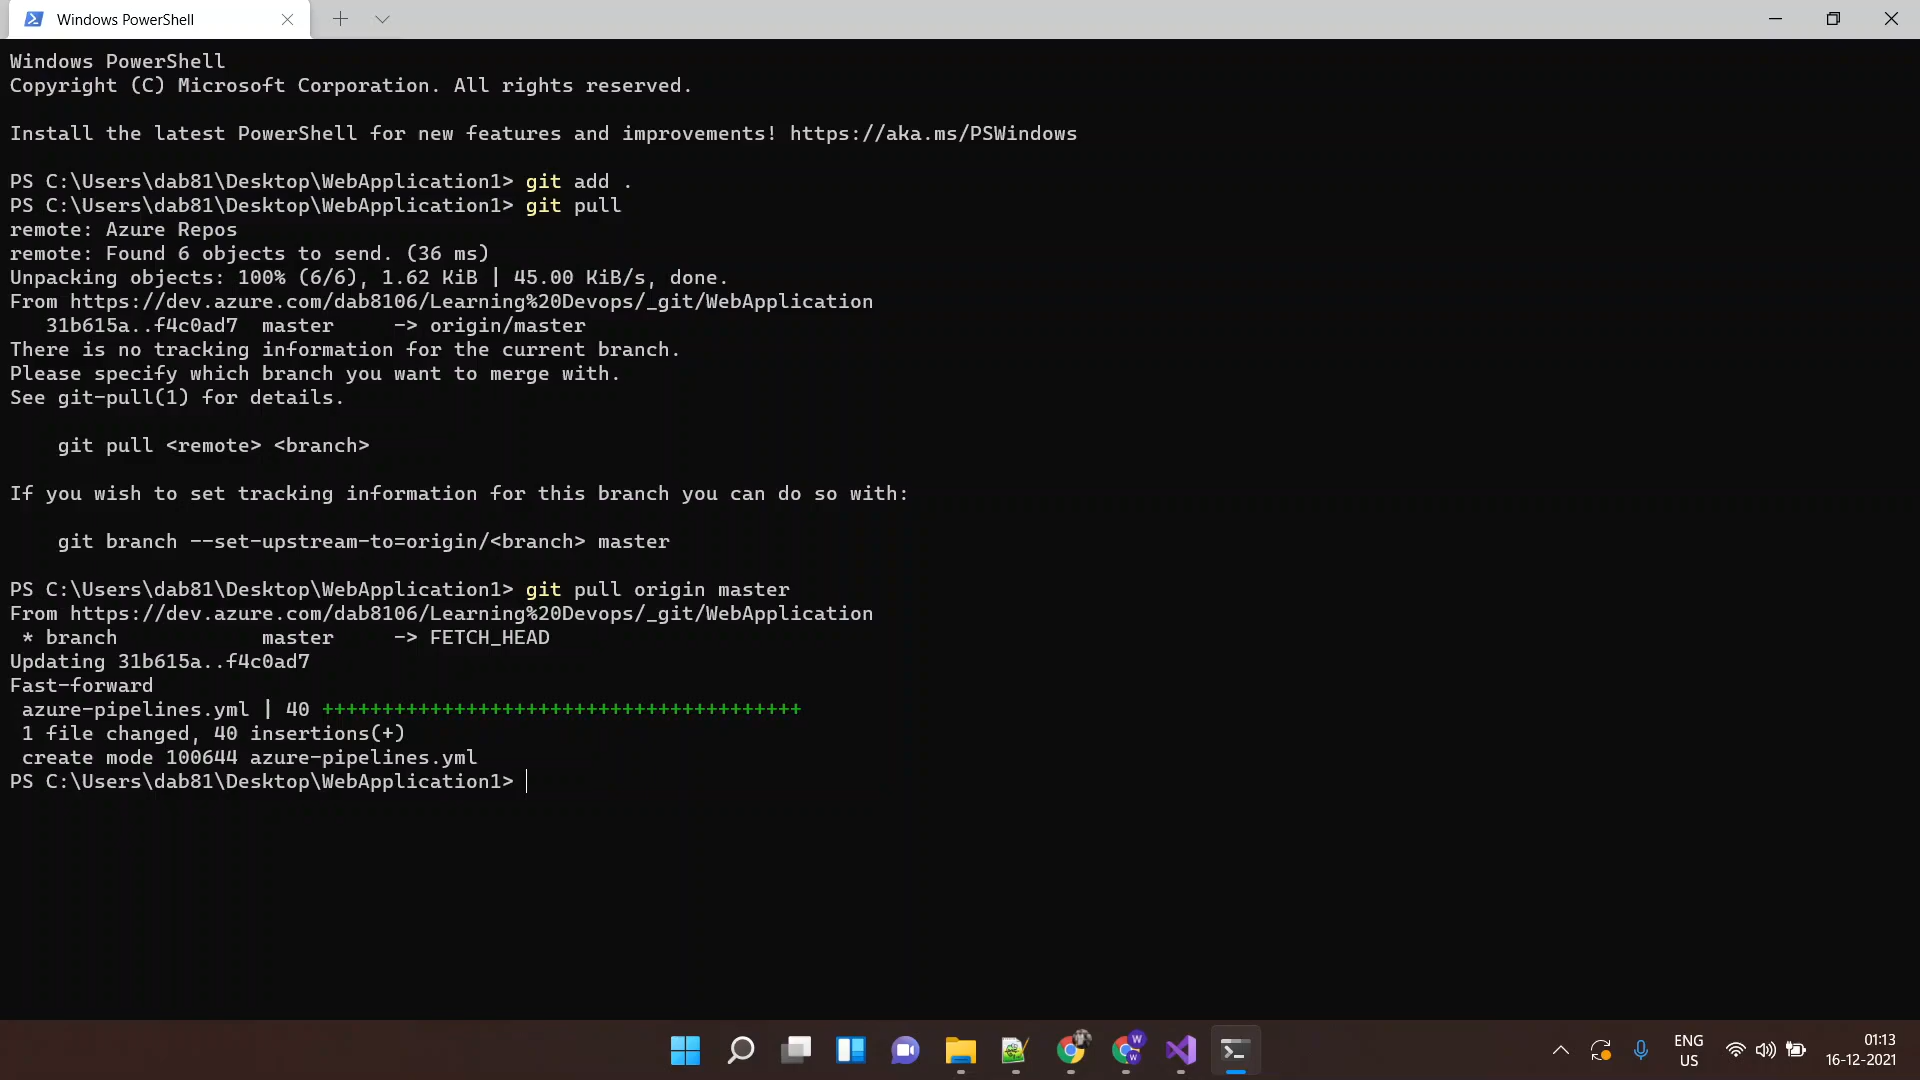 Windows PowerShell
Windows PowerShell
Copyright (C) Microsoft Corporation. All rights reserved.
Install the latest PowerShell for new features and improvements! https://aka.ms/PSWindows
PS C:\Users\dab81\Desktop\WebApplication1> git add .
PS C:\Users\dab81\Desktop\WebApplication1> git pull
remote: Azure Repos
remote: Found 6 objects to send. (36 ms)
Unpacking objects: 100% (6/6), 1.62 KiB | 45.00 KiB/s, done.
From https://dev.azure.com/dab8106/Learning%20Devops/_git/WebApplication
   31b615a..f4c0ad7  master     -> origin/master
There is no tracking information for the current branch.
Please specify which branch you want to merge with.
See git-pull(1) for details.
    git pull <remote> <branch>
If you wish to set tracking information for this branch you can do so with:
    git branch --set-upstream-to=origin/<branch> master
PS C:\Users\dab81\Desktop\WebApplication1> git pull origin master
From https://dev.azure.com/dab8106/Learning%20Devops/_git/WebApplication
 * branch            master     -> FETCH_HEAD
Updating 31b615a..f4c0ad7
Fast-forward
 azure-pipelines.yml | 40 ++++++++++++++++++++++++++++++++++++++++
 1 file changed, 40 insertions(+)
 create mode 100644 azure-pipelines.yml
PS C:\Users\dab81\Desktop\WebApplication1>
W
W
ENG
US
01:13
16-12-2021